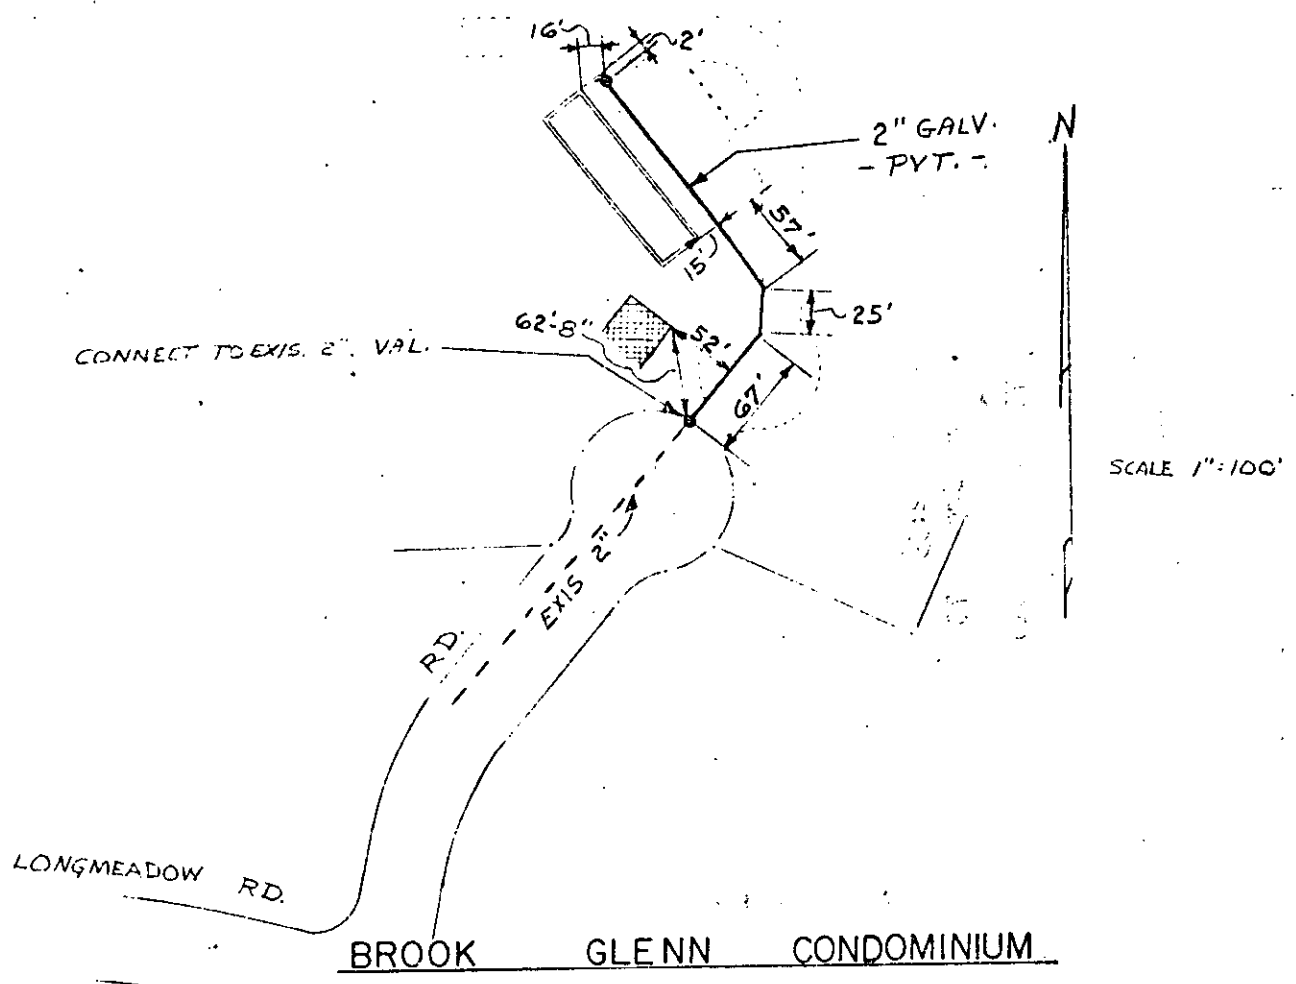 16'
2'
2" GALV.
- PVT. -
N
57'
15'
25'
62'-8"
52'
CONNECT TO EXIS. 2". VAL.
67'
SCALE 1"=100'
EXIS 2"
RD.
LONGMEADOW RD.
BROOK GLENN CONDOMINIUM